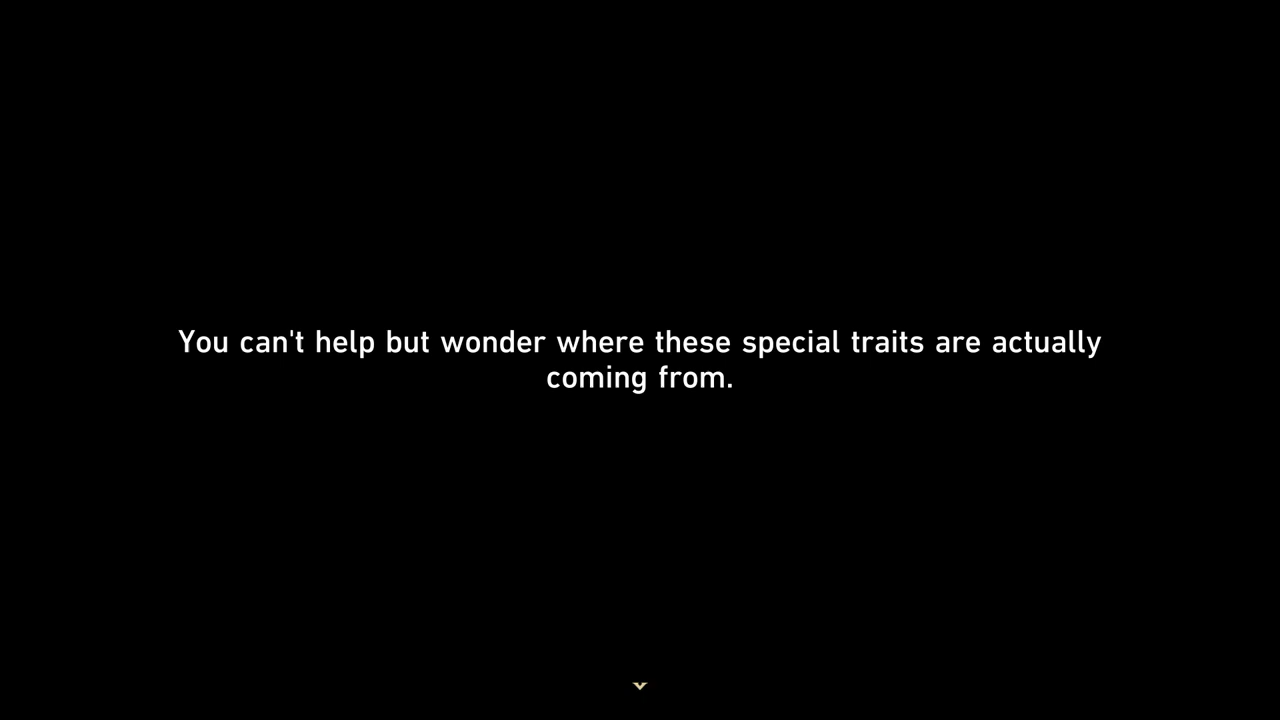 You can't help but wonder where these special traits are actually
coming from.